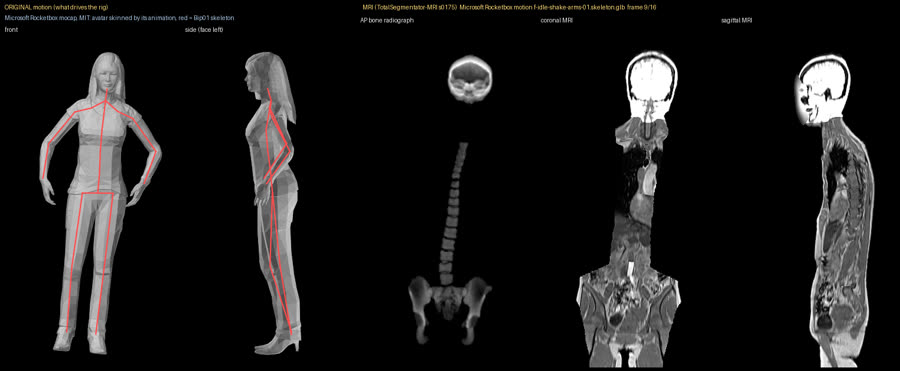 ORIGINAL motion (what drives the rig)
Microsoft Rocketbox mocap, MIT. avatar skinned by its animation, red = Bip01 skeleton
front
side (face left)
MRI (TotalSegmentator-MRI s0175) Microsoft Rocketbox motion f-idle-shake-arms-01.skeleton.glb frame 9/16
AP bone radiograph
coronal MRI
sagittal MRI